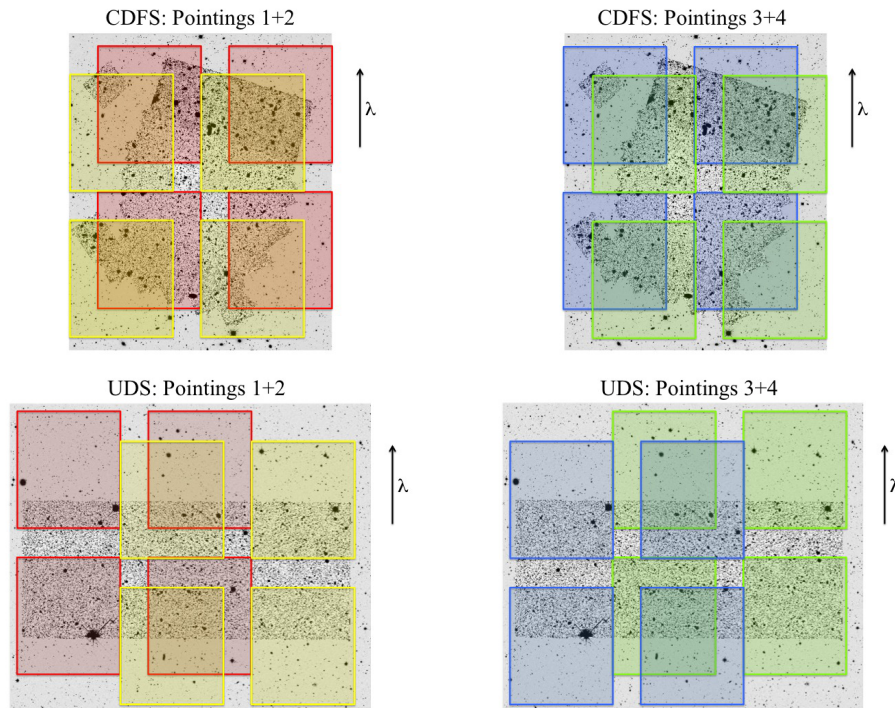 CDFS: Pointings 1+2
CDFS: Pointings 3+4
λ
λ
UDS: Pointings 1+2
UDS: Pointings 3+4
λ
λ